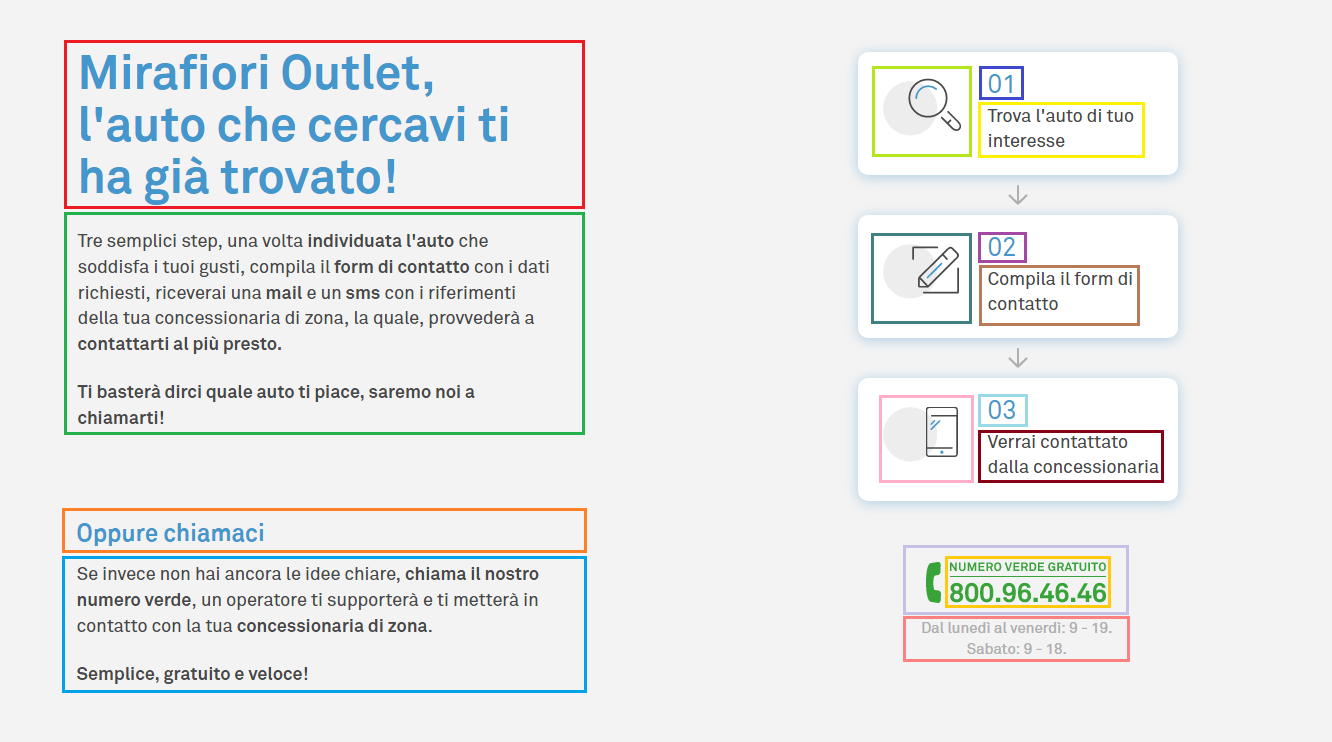 Mirafiori Outlet,
l'auto che cercavi ti
ha già trovato!
Tre semplici step, una volta individuata l'auto che
soddisfa i tuoi gusti, compila il form di contatto con i dati
richiesti, riceverai una mail e un sms con i riferimenti
della tua concessionaria di zona, la quale, provvederà a
contattarti al più presto.
Ti basterà dirci quale auto ti piace, saremo noi a
chiamarti!
Oppure chiamaci
Se invece non hai ancora le idee chiare, chiama il nostro
numero verde, un operatore ti supporterà e ti metterà in
contatto con la tua concessionaria di zona.
Semplice, gratuito e veloce!
01
Trova l'auto di tuo
interesse
02
Compila il form di
contatto
03
Verrai contattato
dalla concessionaria
NUMERO VERDE GRATUITO
800.96.46.46
Dal lunedì al venerdì: 9 - 19.
Sabato: 9 - 18.